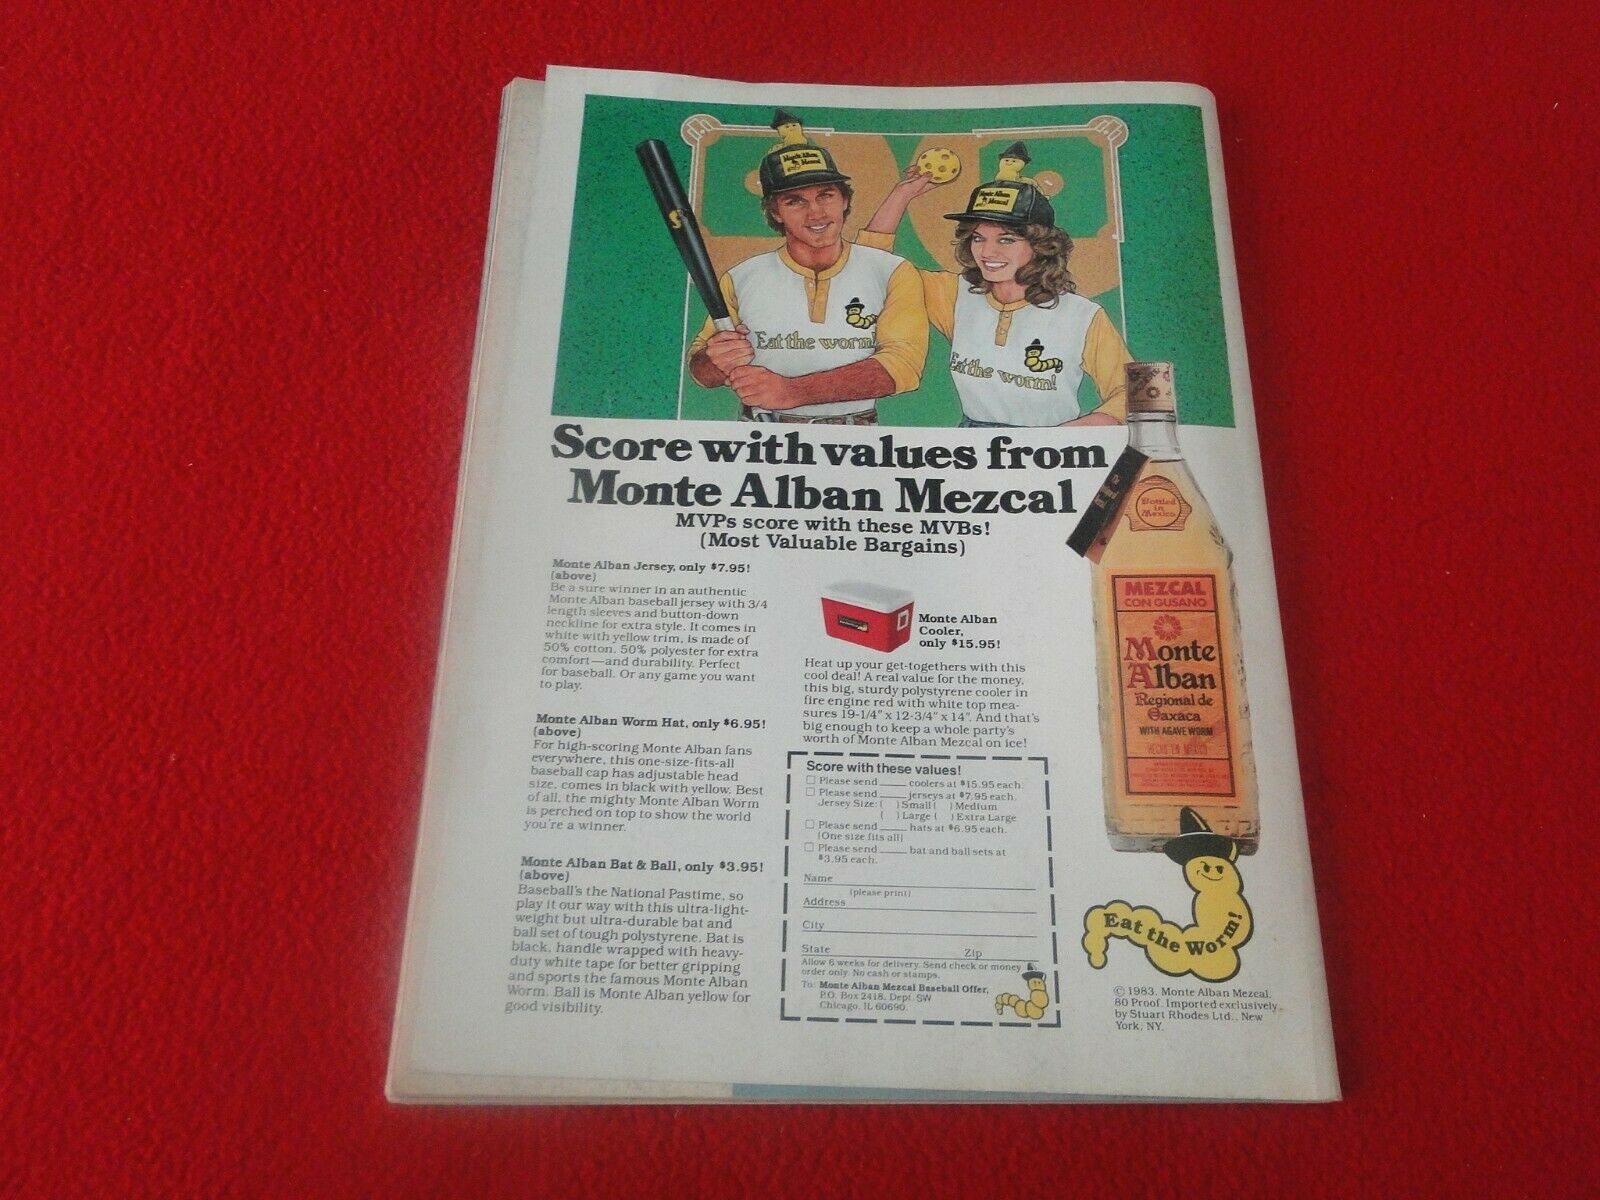 Monte Alban
Mezcal
Monte Alban
Mezcal
Eat the worm!
Eat the worm!
Score with values from
Monte Alban Mezcal
MVPs score with these MVBs!
(Most Valuable Bargains)
Monte Alban Jersey, only $7.95!
(above)
Be a sure winner in an authentic
Monte Alban baseball jersey with 3/4
length sleeves and button-down
neckline for extra style. It comes in
white with yellow trim, is made of
50% cotton, 50% polyester for extra
comfort—and durability. Perfect
for baseball. Or any game you want
to play.
Monte Alban Worm Hat, only $6.95!
(above)
For high-scoring Monte Alban fans
everywhere, this one-size-fits-all
baseball cap has adjustable head
size, comes in black with yellow. Best
of all, the mighty Monte Alban Worm
is perched on top to show the world
you're a winner.
Monte Alban Bat & Ball, only $3.95!
(above)
Baseball's the National Pastime, so
play it our way with this ultra-light-
weight but ultra-durable bat and
ball set of tough polystyrene. Bat is
black, handle wrapped with heavy-
duty white tape for better gripping
and sports the famous Monte Alban
Worm. Ball is Monte Alban yellow for
good visibility.
Monte Alban
Cooler,
only $15.95!
Heat up your get-togethers with this
cool deal! A real value for the money,
this big, sturdy polystyrene cooler in
fire engine red with white top mea-
sures 19-1/4" x 12-3/4" x 14". And that's
big enough to keep a whole party's
worth of Monte Alban Mezcal on ice!
Score with these values!
☐ Please send ____ coolers at $15.95 each.
☐ Please send ____ jerseys at $7.95 each.
Jersey Size: ( ) Small ( ) Medium
( ) Large ( ) Extra Large
☐ Please send ____ hats at $6.95 each.
(One size fits all)
☐ Please send ____ bat and ball sets at
$3.95 each.
Name
(please print)
Address
City
State Zip
Allow 6 weeks for delivery. Send check or money
order only. No cash or stamps.
To: Monte Alban Mezcal Baseball Offer,
P.O. Box 2418, Dept. SW
Chicago, IL 60690.
Bottled
in
Mexico
MEZCAL
CON GUSANO
Monte
Alban
Regional de
Oaxaca
WITH AGAVE WORM
HECHO EN MEXICO
Eat the Worm!
© 1983. Monte Alban Mezcal.
80 Proof. Imported exclusively
by Stuart Rhodes Ltd., New
York, NY.